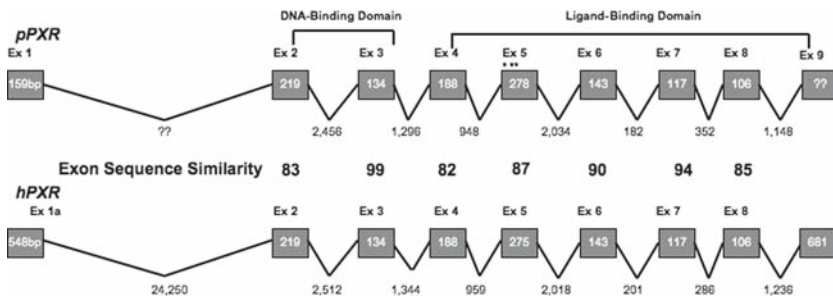 DNA-Binding Domain Ligand-Binding Domain
pPXR
Ex 1 Ex 2 Ex 3 Ex 4 Ex 5 Ex 6 Ex 7 Ex 8 Ex 9
159bp 219 134 188 278 143 117 106 ??
?? 2,456 1,296 948 2,034 182 352 1,148
Exon Sequence Similarity 83 99 82 87 90 94 85
hPXR
Ex 1a Ex 2 Ex 3 Ex 4 Ex 5 Ex 6 Ex 7 Ex 8
548bp 219 134 188 275 143 117 106 681
24,250 2,512 1,344 959 2,018 201 286 1,236